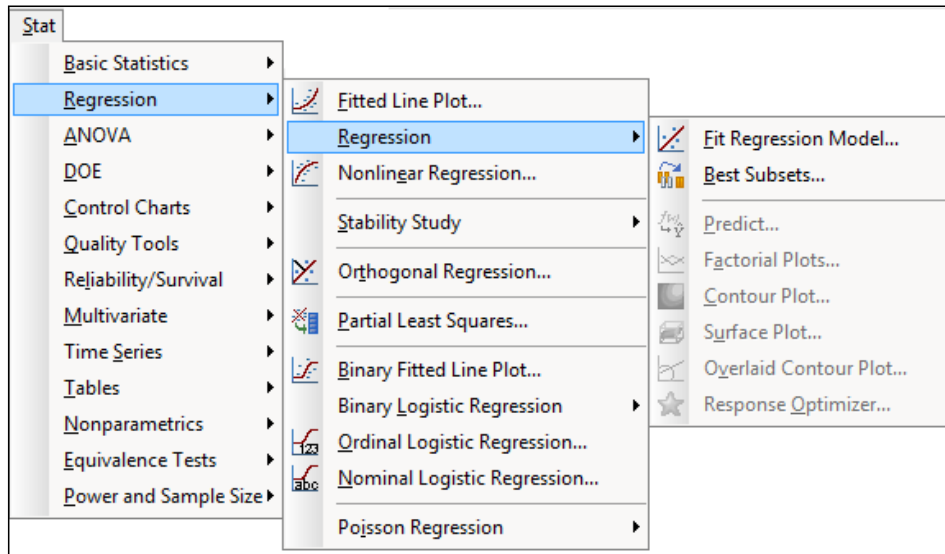 Stat
Basic Statistics
Regression
ANOVA
DOE
Control Charts
Quality Tools
Reliability/Survival
Multivariate
Time Series
Tables
Nonparametrics
Equivalence Tests
Power and Sample Size
Fitted Line Plot...
Regression
Nonlinear Regression...
Stability Study
Orthogonal Regression...
Partial Least Squares...
Binary Fitted Line Plot...
Binary Logistic Regression
Ordinal Logistic Regression...
Nominal Logistic Regression...
Poisson Regression
Fit Regression Model...
Best Subsets...
Predict...
Factorial Plots...
Contour Plot...
Surface Plot...
Overlaid Contour Plot...
Response Optimizer...